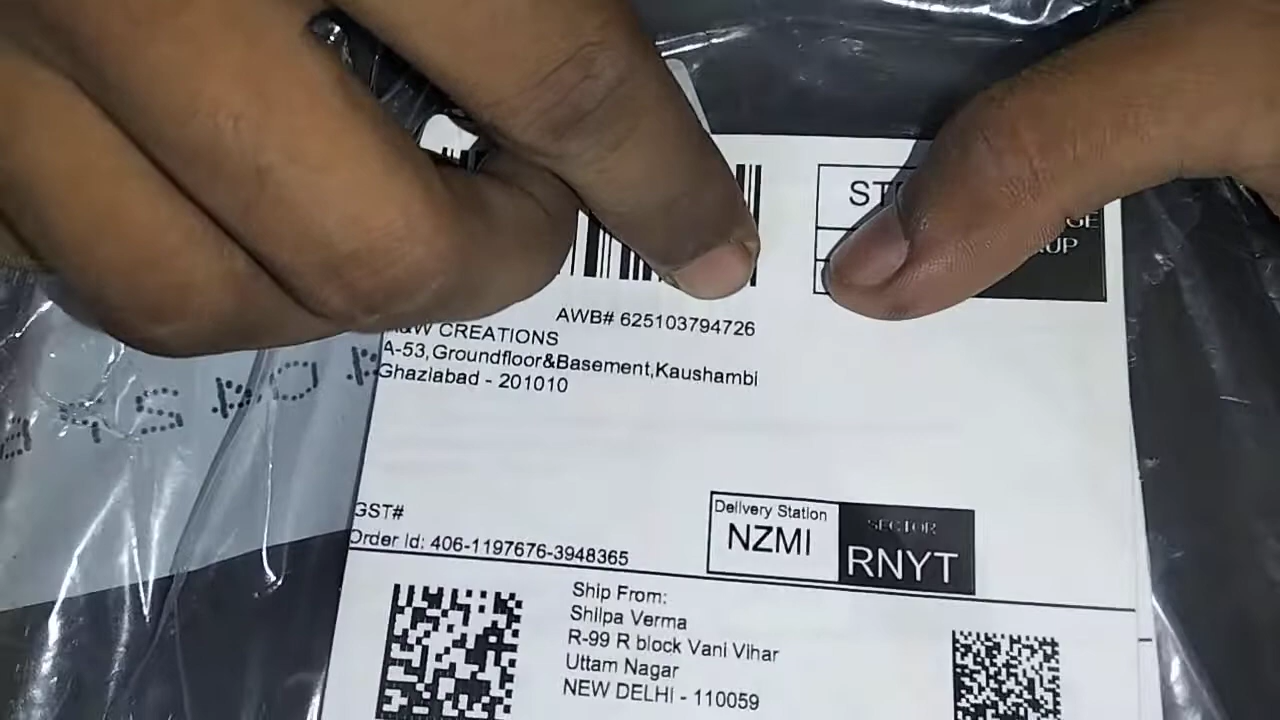 AWB# 625103794726
CREATIONS
A-53,Groundfloor&Basement,Kaushambi
Ghaziabad - 201010
GST#
Order Id: 406-1197676-3948365
Delivery Station
NZMI
SECTOR
RNYT
Ship From:
Shilpa Verma
R-99 R block Vani Vihar
Uttam Nagar
NEW DELHI - 110059